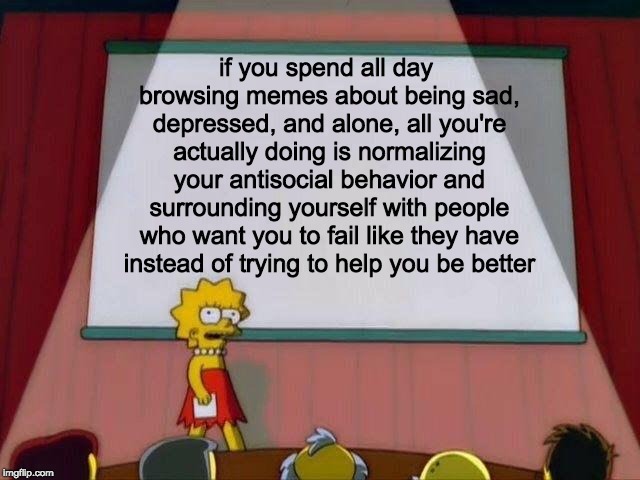 if you spend all day
browsing memes about being sad,
depressed, and alone, all you're
actually doing is normalizing
your antisocial behavior and
surrounding yourself with people
who want you to fail like they have
instead of trying to help you be better
imgflip.com